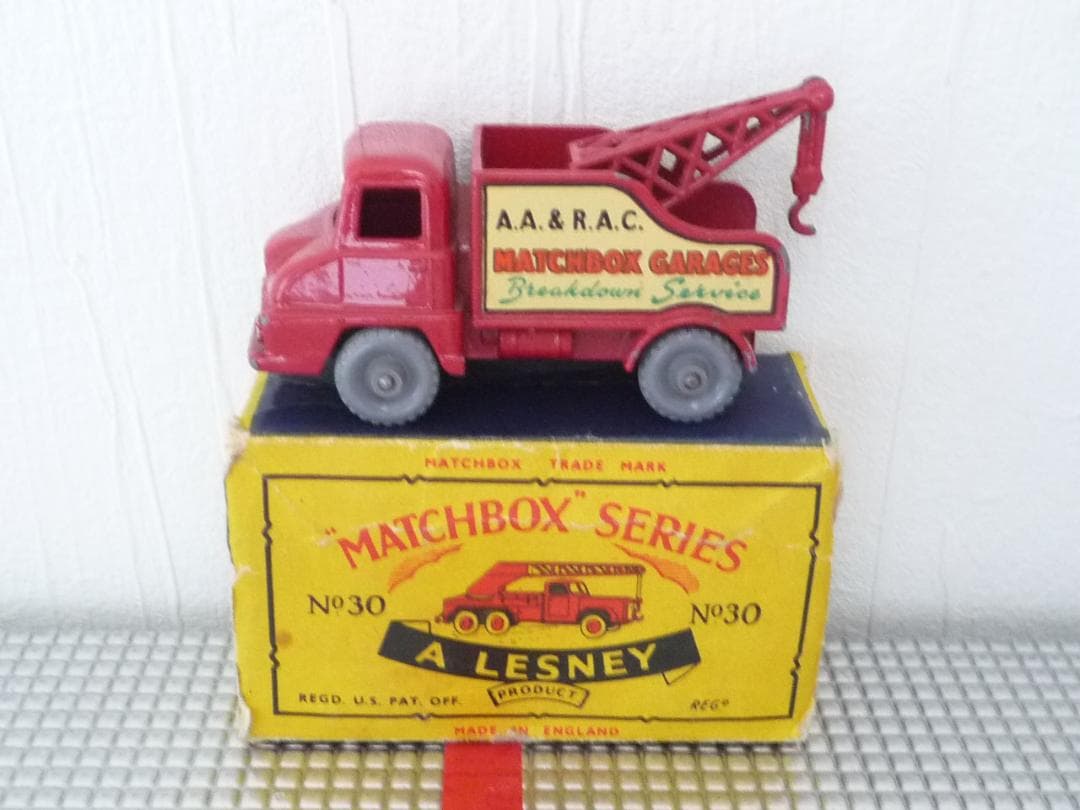 A.A. & R.A.C.
MATCHBOX GARAGES
Breakdown Service
MATCHBOX TRADE MARK
"MATCHBOX" SERIES
No30 No30
A LESNEY
PRODUCT
REGD. U.S. PAT. OFF. REGD
MADE IN ENGLAND